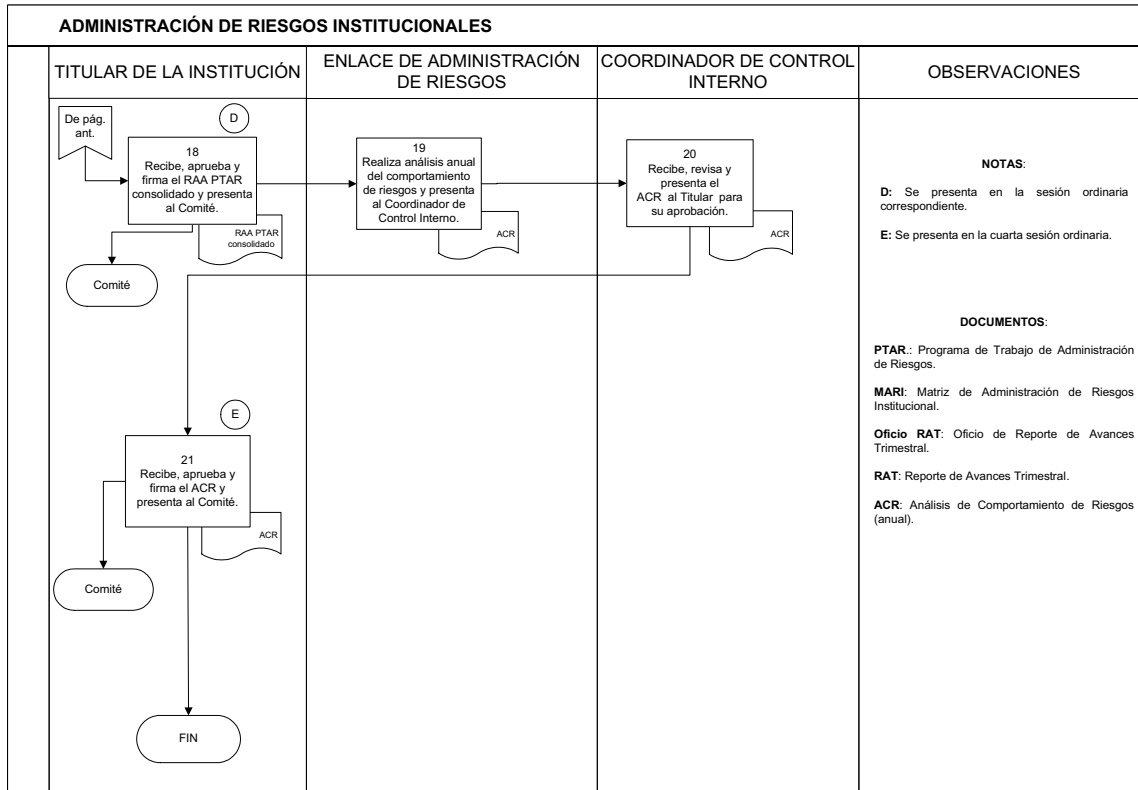 ADMINISTRACIÓN DE RIESGOS INSTITUCIONALES
TITULAR DE LA INSTITUCIÓN
ENLACE DE ADMINISTRACIÓN
DE RIESGOS
COORDINADOR DE CONTROL
INTERNO
OBSERVACIONES
De pág.
ant.
D
18
Recibe, aprueba y
firma el RAA PTAR
consolidado y presenta
al Comité.
RAA PTAR
consolidado
Comité
19
Realiza análisis anual
del comportamiento
de riesgos y presenta
al Coordinador de
Control Interno.
ACR
20
Recibe, revisa y
presenta el
ACR al Titular para
su aprobación.
ACR
E
21
Recibe, aprueba y
firma el ACR y
presenta al Comité.
ACR
Comité
FIN
NOTAS:
D: Se presenta en la sesión ordinaria
correspondiente.
E: Se presenta en la cuarta sesión ordinaria.
DOCUMENTOS:
PTAR.: Programa de Trabajo de Administración
de Riesgos.
MARI: Matriz de Administración de Riesgos
Institucional.
Oficio RAT: Oficio de Reporte de Avances
Trimestral.
RAT: Reporte de Avances Trimestral.
ACR: Análisis de Comportamiento de Riesgos
(anual).